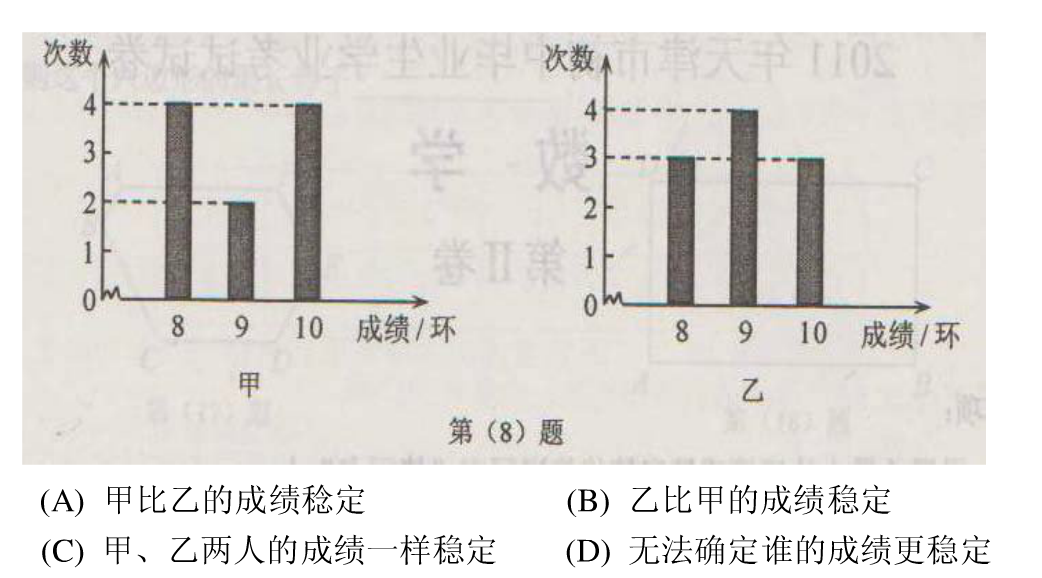 次数 次数
4 4
3 3
2 2
1 1
0 0
8 9 10 成绩/环 8 9 10 成绩/环
甲 乙
第(8)题
(A) 甲比乙的成绩稔定 (B) 乙比甲的成绩稳定
(C) 甲、乙两人的成绩一样稳定 (D) 无法确定谁的成绩更稳定